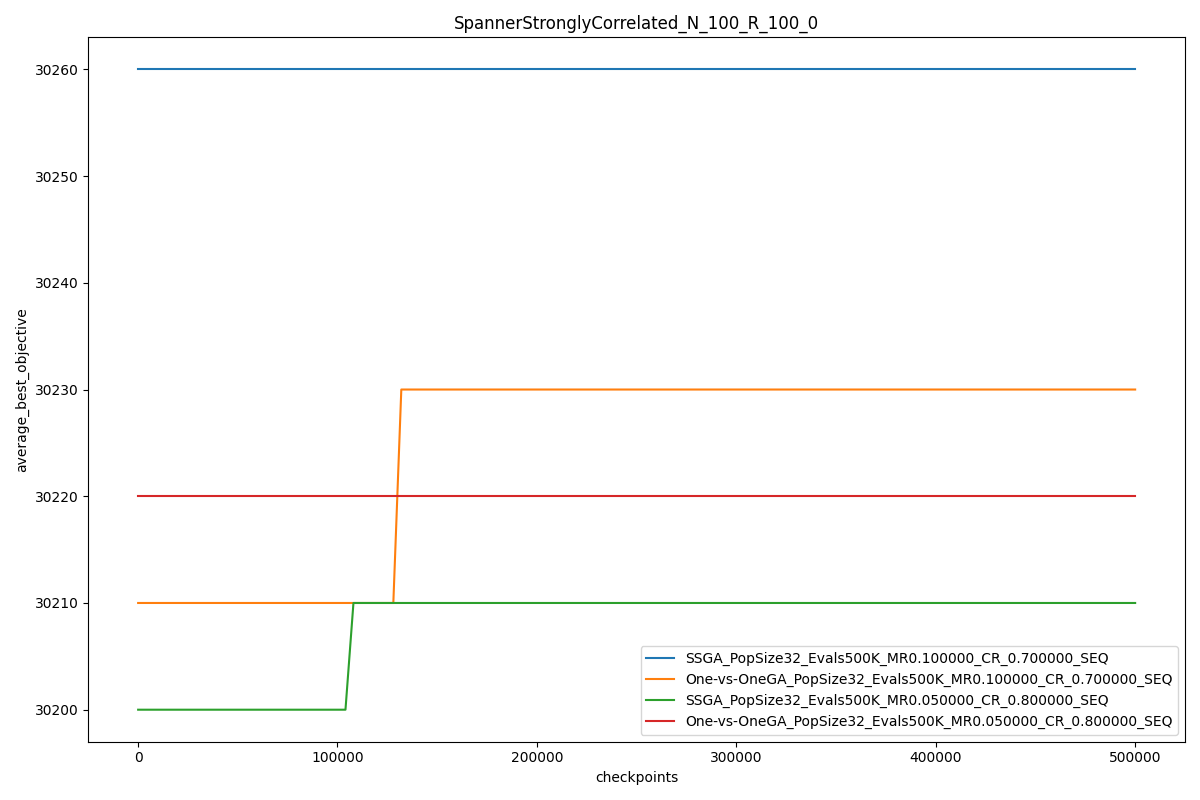 SpannerStronglyCorrelated_N_100_R_100_0
30260
30250
30240
30230
30220
30210
30200
average_best_objective
0
100000
200000
300000
400000
500000
checkpoints
SSGA_PopSize32_Evals500K_MR0.100000_CR_0.700000_SEQ
One-vs-OneGA_PopSize32_Evals500K_MR0.100000_CR_0.700000_SEQ
SSGA_PopSize32_Evals500K_MR0.050000_CR_0.800000_SEQ
One-vs-OneGA_PopSize32_Evals500K_MR0.050000_CR_0.800000_SEQ